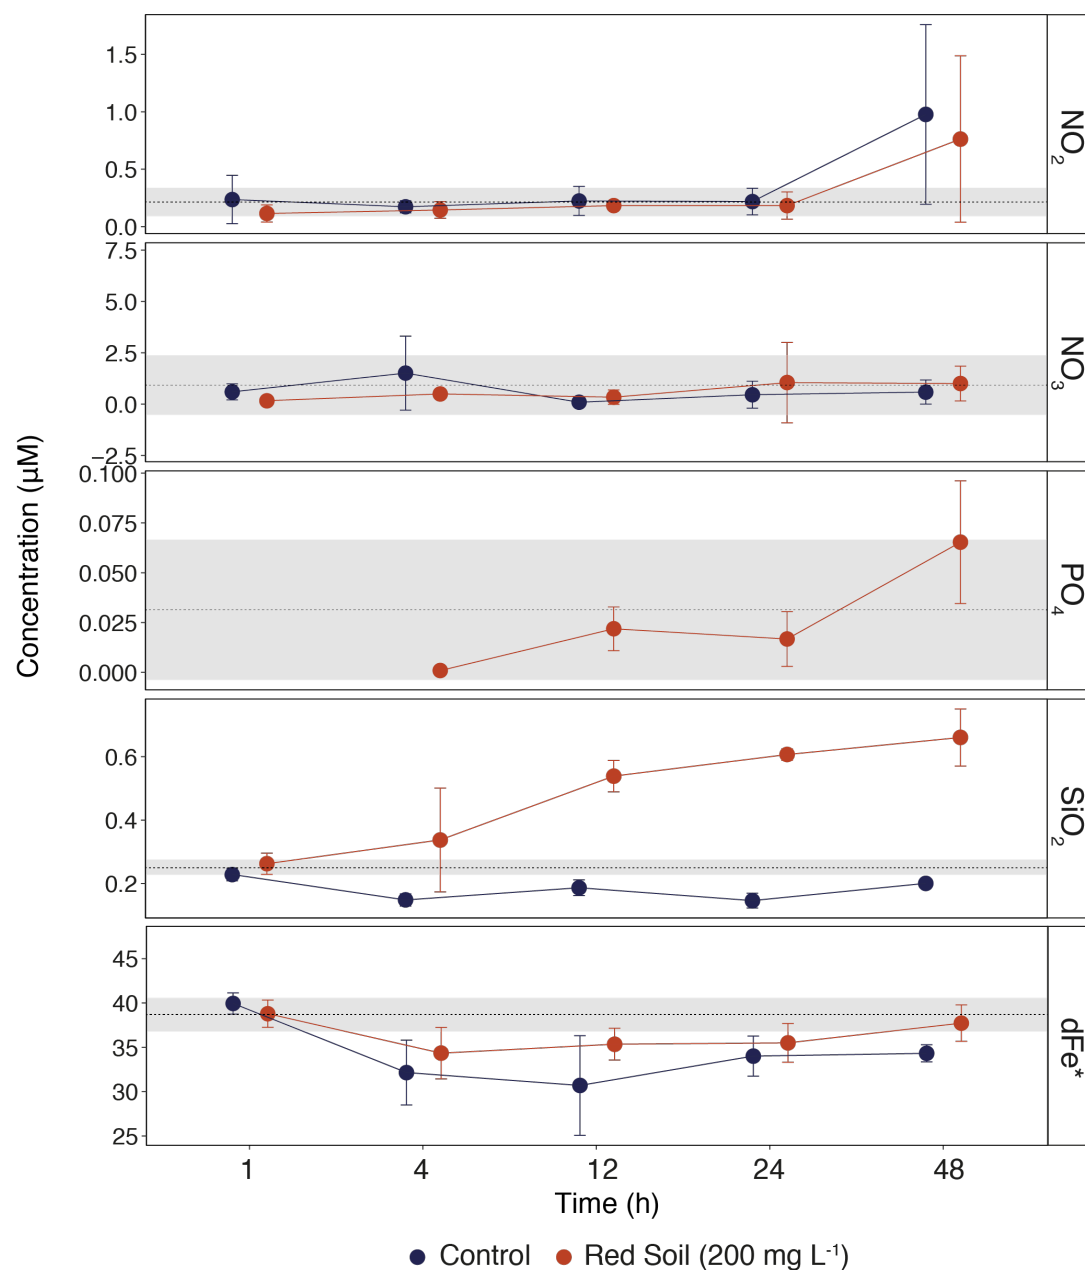 1.5
1.0
0.5
0.0
NO2
7.5
5.0
2.5
0.0
−2.5
NO3
0.100
0.075
0.050
0.025
0.000
PO4
0.6
0.4
0.2
SiO2
45
40
35
30
25
dFe*
Concentration (µM)
1 4 12 24 48
Time (h)
Control Red Soil (200 mg L-1)